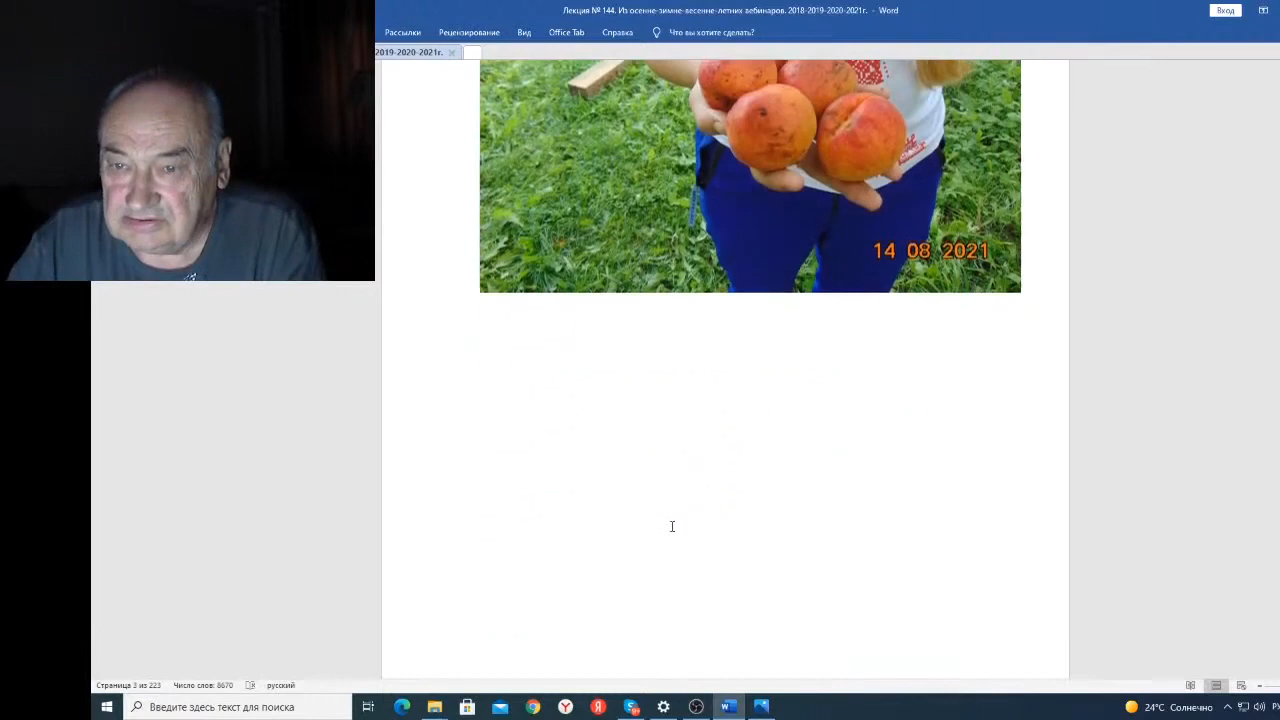 Лекция № 144. Из осенне-зимне-весенне-летних вебинаров. 2018-2019-2020-2021г. - Word
Вход
Рассылки Рецензирование Вид Office Tab Справка Что вы хотите сделать?
2019-2020-2021г.
14 08 2021
Страница 3 из 223 Число слов: 8670 русский
Введите здесь текст для поиска
24°C Солнечно